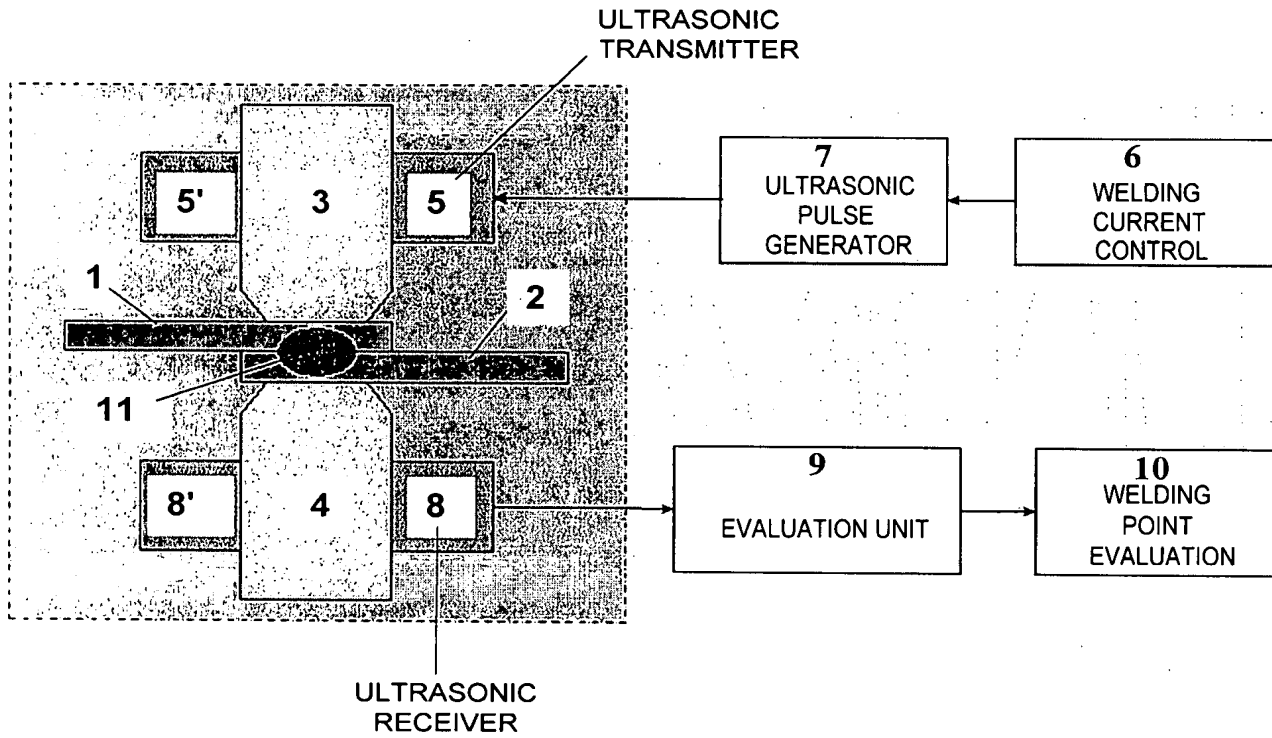 ULTRASONIC
TRANSMITTER
5'
3
5
7
ULTRASONIC
PULSE
GENERATOR
6
WELDING
CURRENT
CONTROL
1
2
11
8'
4
8
9
EVALUATION UNIT
10
WELDING
POINT
EVALUATION
ULTRASONIC
RECEIVER